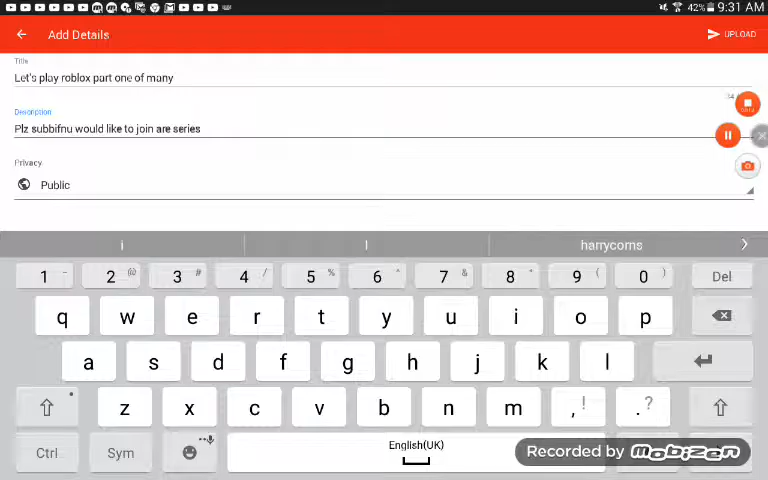 42% 9:31 AM
Add Details
UPLOAD
Title
Let's play roblox part one of many
Description
Plz subbifnu would like to join are series
Privacy
Public
i l harrycorns
1 - 2 @ 3 # 4 / 5 % 6 ^ 7 & 8 * 9 ( 0 ) Del
q w e r t y u i o p
a s d f g h j k l
z x c v b n m , ! . ?
Ctrl Sym English(UK)
Recorded by Mobizen